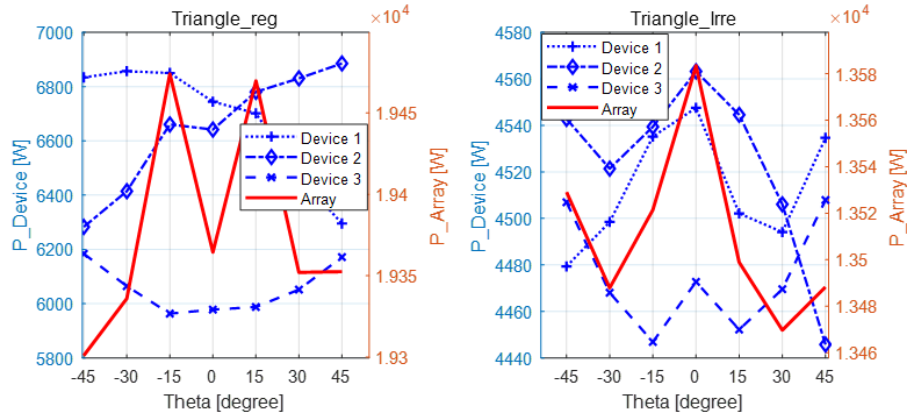 Triangle_reg
×10⁴
7000
6800
6600
6400
6200
6000
5800
P_Device [W]
1.945
1.94
1.935
1.93
P_Array [W]
Device 1
Device 2
Device 3
Array
-45 -30 -15 0 15 30 45
Theta [degree]
Triangle_Irre
×10⁴
4580
4560
4540
4520
4500
4480
4460
4440
P_Device [W]
1.358
1.356
1.354
1.352
1.35
1.348
1.346
P_Array [W]
Device 1
Device 2
Device 3
Array
-45 -30 -15 0 15 30 45
Theta [degree]